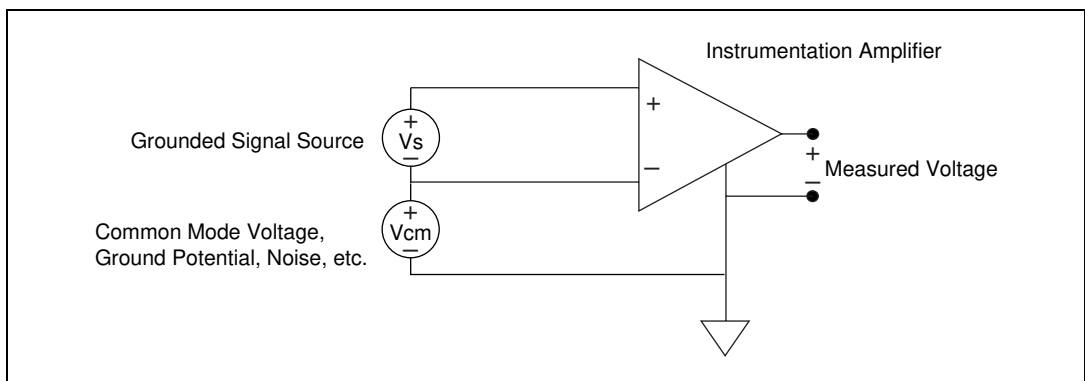 Instrumentation Amplifier
Grounded Signal Source
+
Vs
−
+
−
+
−
Measured Voltage
Common Mode Voltage,
Ground Potential, Noise, etc.
+
Vcm
−